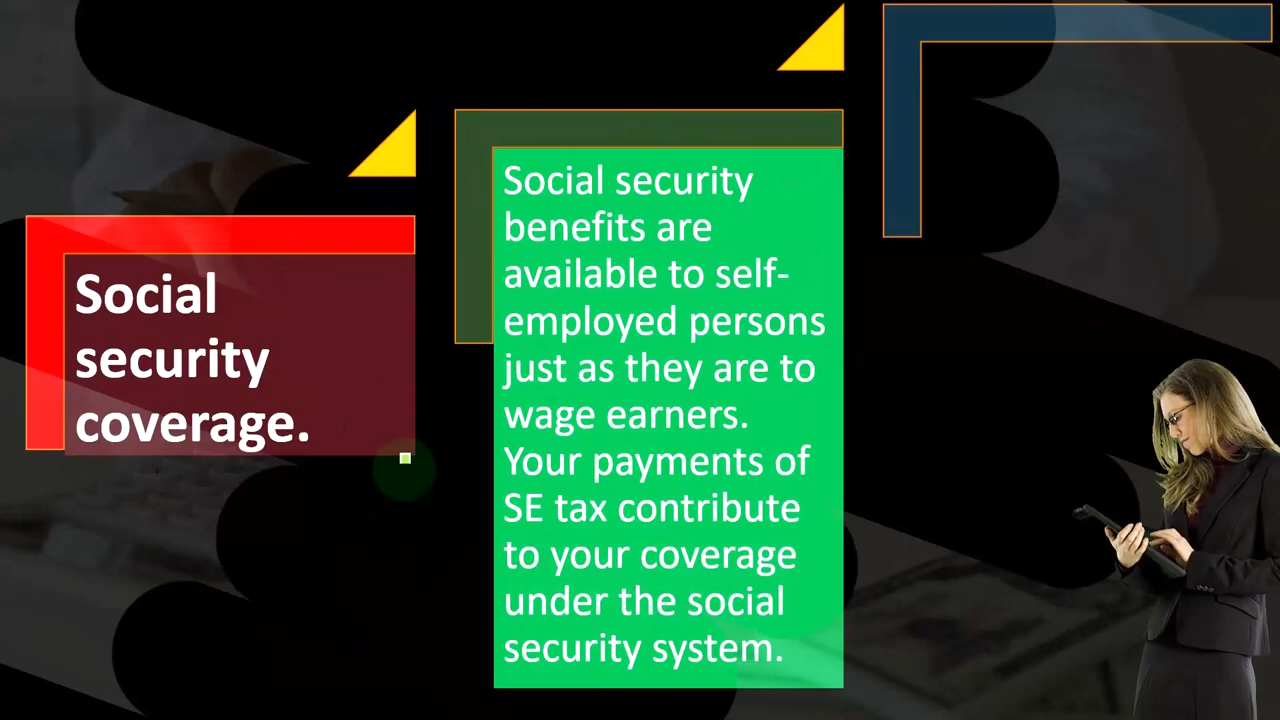 Social
security
coverage.
Social security
benefits are
available to self-
employed persons
just as they are to
wage earners.
Your payments of
SE tax contribute
to your coverage
under the social
security system.